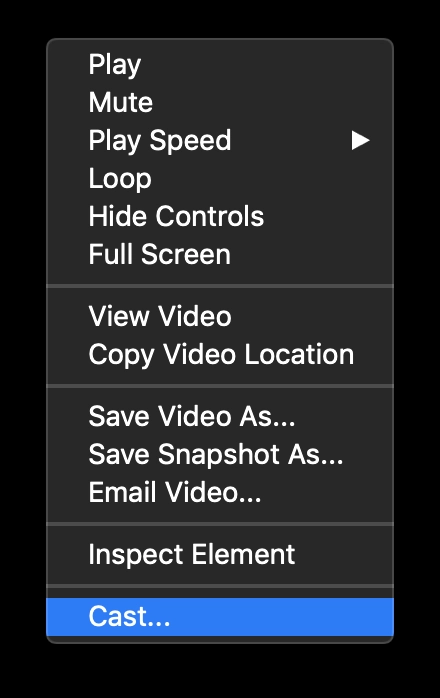 Play
Mute
Play Speed
Loop
Hide Controls
Full Screen
View Video
Copy Video Location
Save Video As...
Save Snapshot As...
Email Video...
Inspect Element
Cast...